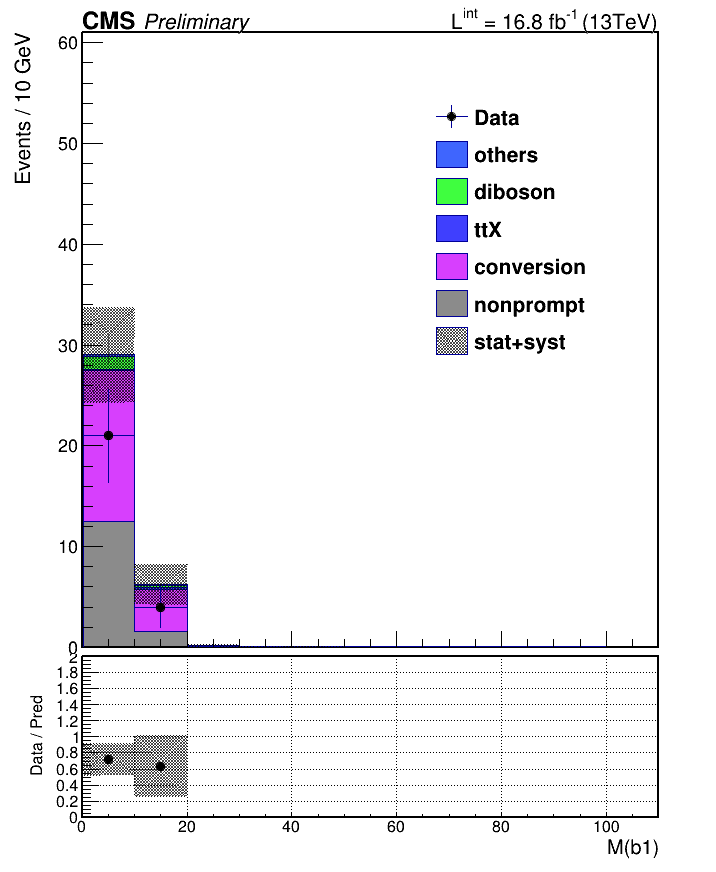 CMS Preliminary
L^int = 16.8 fb^-1 (13TeV)
Events / 10 GeV
60
50
40
30
20
10
0
Data
others
diboson
ttX
conversion
nonprompt
stat+syst
Data / Pred
2
1.8
1.6
1.4
1.2
1
0.8
0.6
0.4
0.2
0
0 20 40 60 80 100
M(b1)